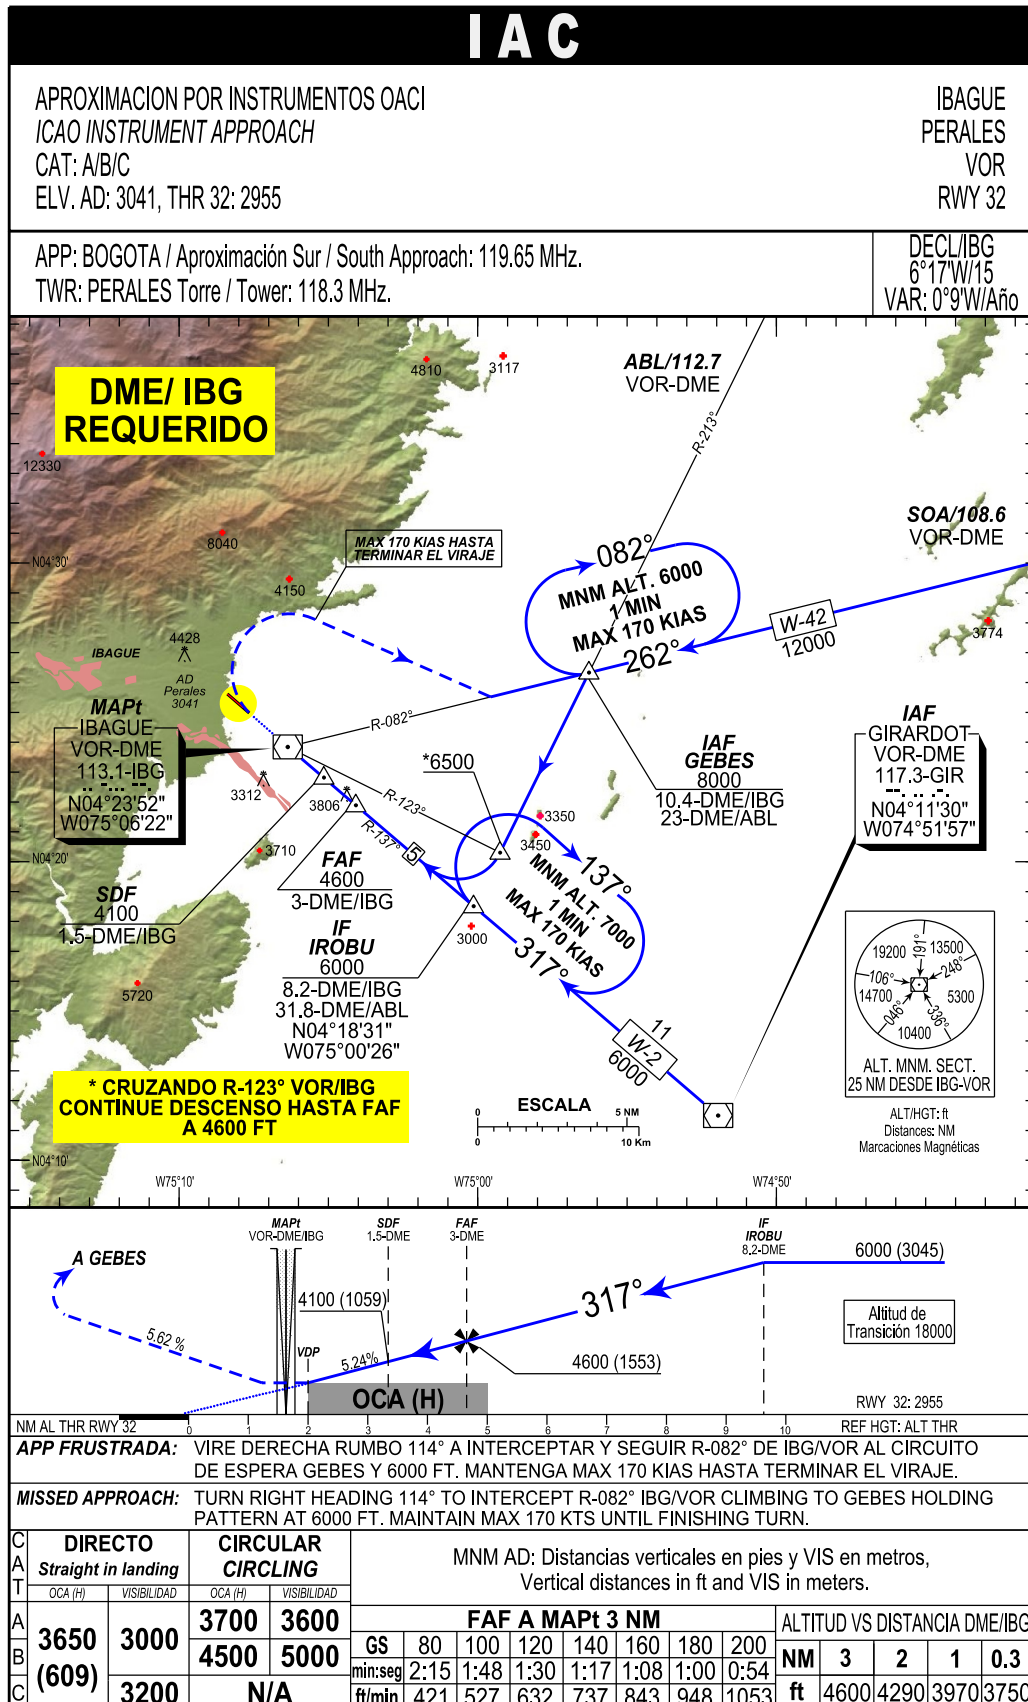 IAC
APROXIMACION POR INSTRUMENTOS OACI
ICAO INSTRUMENT APPROACH
CAT: A/B/C
ELV. AD: 3041, THR 32: 2955
IBAGUE
PERALES
VOR
RWY 32
APP: BOGOTA / Aproximación Sur / South Approach: 119.65 MHz.
TWR: PERALES Torre / Tower: 118.3 MHz.
DECL/IBG
6°17'W/15
VAR: 0°9'W/Año
DME/ IBG
REQUERIDO
4810
3117
ABL/112.7
VOR-DME
R-213°
12330
SOA/108.6
VOR-DME
8040
MAX 170 KIAS HASTA
TERMINAR EL VIRAJE
N04°30'
4150
082°
MNM ALT. 6000
1 MIN
MAX 170 KIAS
262°
W-42
12000
3774
4428
IBAGUE
AD
Perales
3041
MAPt
IBAGUE
VOR-DME
113.1-IBG
N04°23'52"
W075°06'22"
R-082°
*6500
IAF
GEBES
8000
10.4-DME/IBG
23-DME/ABL
IAF
GIRARDOT
VOR-DME
117.3-GIR
N04°11'30"
W074°51'57"
3312
3806
R-123°
R-137°
5
3350
3450
3710
N04°20'
FAF
4600
3-DME/IBG
SDF
4100
1.5-DME/IBG
137°
MNM ALT. 7000
1 MIN
MAX 170 KIAS
317°
IF
IROBU
6000
8.2-DME/IBG
31.8-DME/ABL
N04°18'31"
W075°00'26"
3000
5720
11
W-2
6000
191°
19200
13500
106°
248°
14700
5300
046°
336°
10400
ALT. MNM. SECT.
25 NM DESDE IBG-VOR
* CRUZANDO R-123° VOR/IBG
CONTINUE DESCENSO HASTA FAF
A 4600 FT
ESCALA
0
5 NM
0
10 Km
ALT/HGT: ft
Distances: NM
Marcaciones Magnéticas
N04°10'
W75°10'
W75°00'
W74°50'
MAPt
VOR-DME/IBG
SDF
1.5-DME
FAF
3-DME
IF
IROBU
8.2-DME
A GEBES
6000 (3045)
4100 (1059)
317°
Altitud de
Transición 18000
5.62 %
VDP
5.24%
4600 (1553)
OCA (H)
RWY 32: 2955
NM AL THR RWY 32
0 1 2 3 4 5 6 7 8 9 10
REF HGT: ALT THR
APP FRUSTRADA: VIRE DERECHA RUMBO 114° A INTERCEPTAR Y SEGUIR R-082° DE IBG/VOR AL CIRCUITO
DE ESPERA GEBES Y 6000 FT. MANTENGA MAX 170 KIAS HASTA TERMINAR EL VIRAJE.
MISSED APPROACH: TURN RIGHT HEADING 114° TO INTERCEPT R-082° IBG/VOR CLIMBING TO GEBES HOLDING
PATTERN AT 6000 FT. MAINTAIN MAX 170 KTS UNTIL FINISHING TURN.
CAT
DIRECTO
Straight in landing
CIRCULAR
CIRCLING
OCA (H) VISIBILIDAD OCA (H) VISIBILIDAD
MNM AD: Distancias verticales en pies y VIS en metros,
Vertical distances in ft and VIS in meters.
A
B
C
3650
(609)
3000
3200
3700 3600
4500 5000
N/A
FAF A MAPt 3 NM
GS 80 100 120 140 160 180 200
min:seg 2:15 1:48 1:30 1:17 1:08 1:00 0:54
ft/min 421 527 632 737 843 948 1053
ALTITUD VS DISTANCIA DME/IBG
NM 3 2 1 0.3
ft 4600 4290 3970 3750